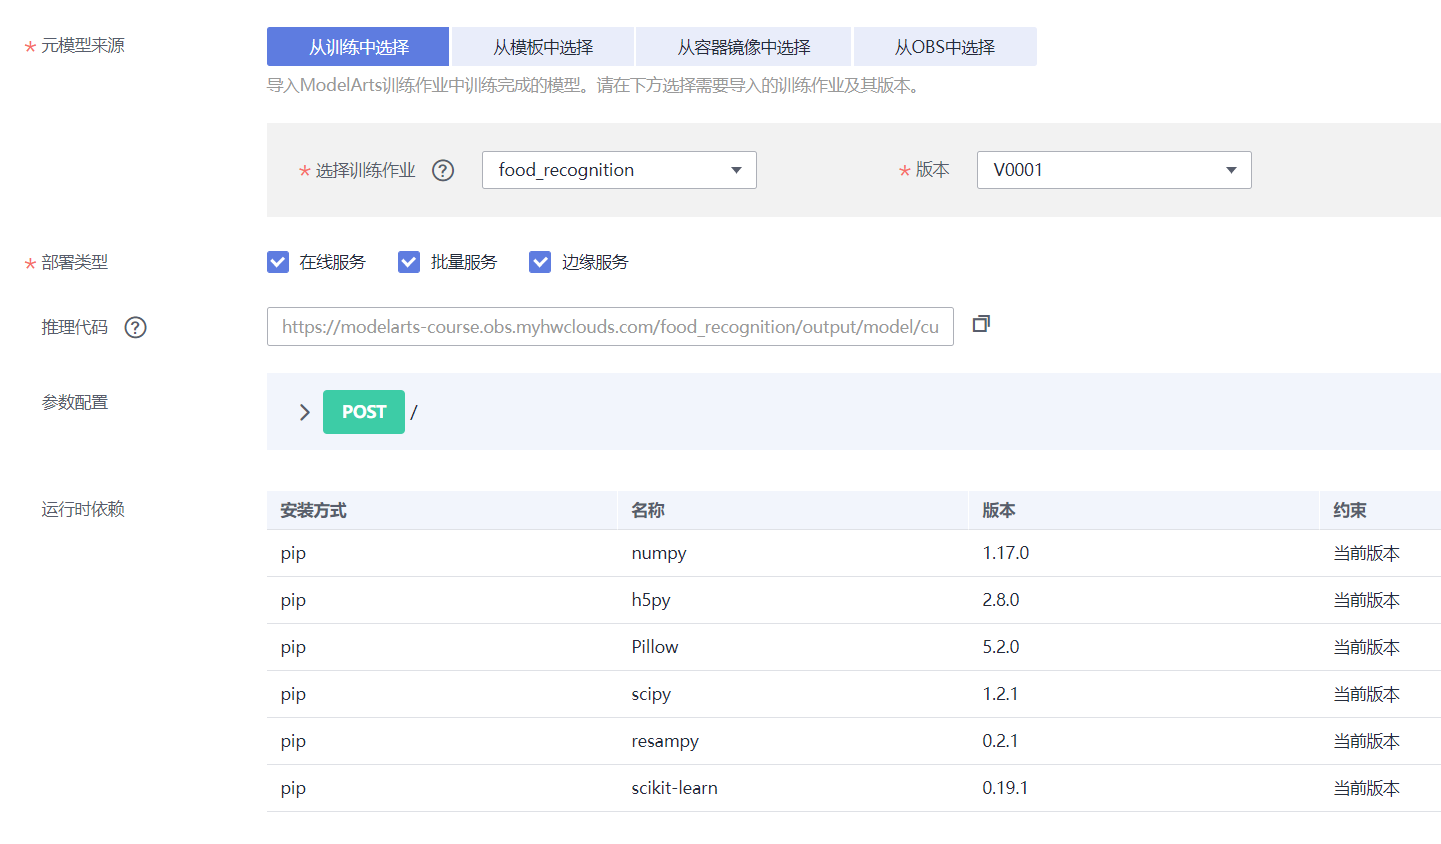 * 元模型来源
从训练中选择 从模板中选择 从容器镜像中选择 从OBS中选择
导入ModelArts训练作业中训练完成的模型。请在下方选择需要导入的训练作业及其版本。
* 选择训练作业 ? food_recognition * 版本 V0001
* 部署类型 在线服务 批量服务 边缘服务
推理代码 ? https://modelarts-course.obs.myhwclouds.com/food_recognition/output/model/cu
参数配置 POST /
运行时依赖 安装方式 名称 版本 约束
pip numpy 1.17.0 当前版本
pip h5py 2.8.0 当前版本
pip Pillow 5.2.0 当前版本
pip scipy 1.2.1 当前版本
pip resampy 0.2.1 当前版本
pip scikit-learn 0.19.1 当前版本